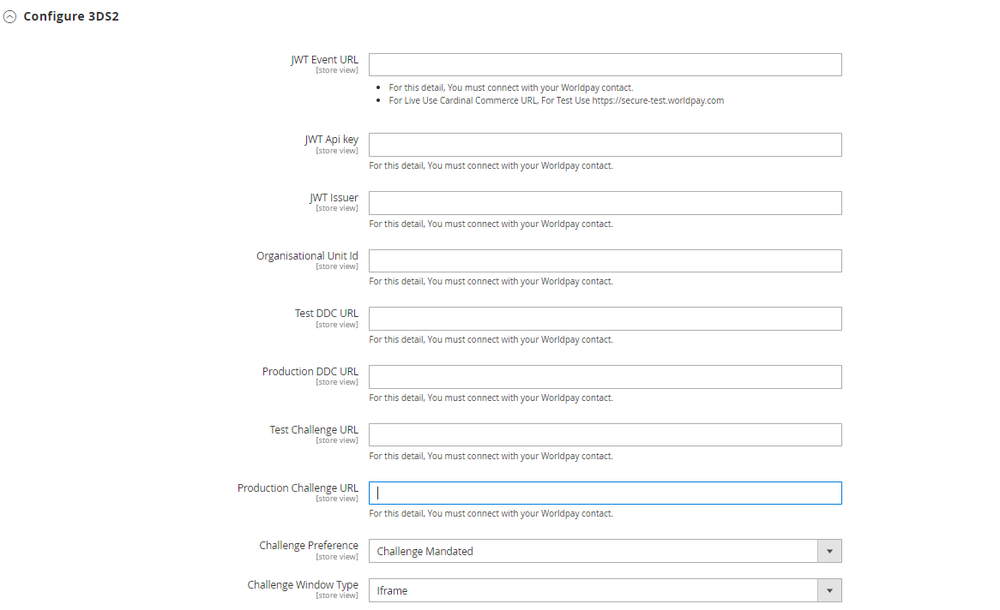 Configure 3DS2
JWT Event URL
[store view]
For this detail, You must connect with your Worldpay contact.
For Live Use Cardinal Commerce URL, For Test Use https://secure-test.worldpay.com
JWT Api key
[store view]
For this detail, You must connect with your Worldpay contact.
JWT Issuer
[store view]
For this detail, You must connect with your Worldpay contact.
Organisational Unit Id
[store view]
For this detail, You must connect with your Worldpay contact.
Test DDC URL
[store view]
For this detail, You must connect with your Worldpay contact.
Production DDC URL
[store view]
For this detail, You must connect with your Worldpay contact.
Test Challenge URL
[store view]
For this detail, You must connect with your Worldpay contact.
Production Challenge URL
[store view]
For this detail, You must connect with your Worldpay contact.
Challenge Preference
[store view]
Challenge Mandated
Challenge Window Type
[store view]
Iframe